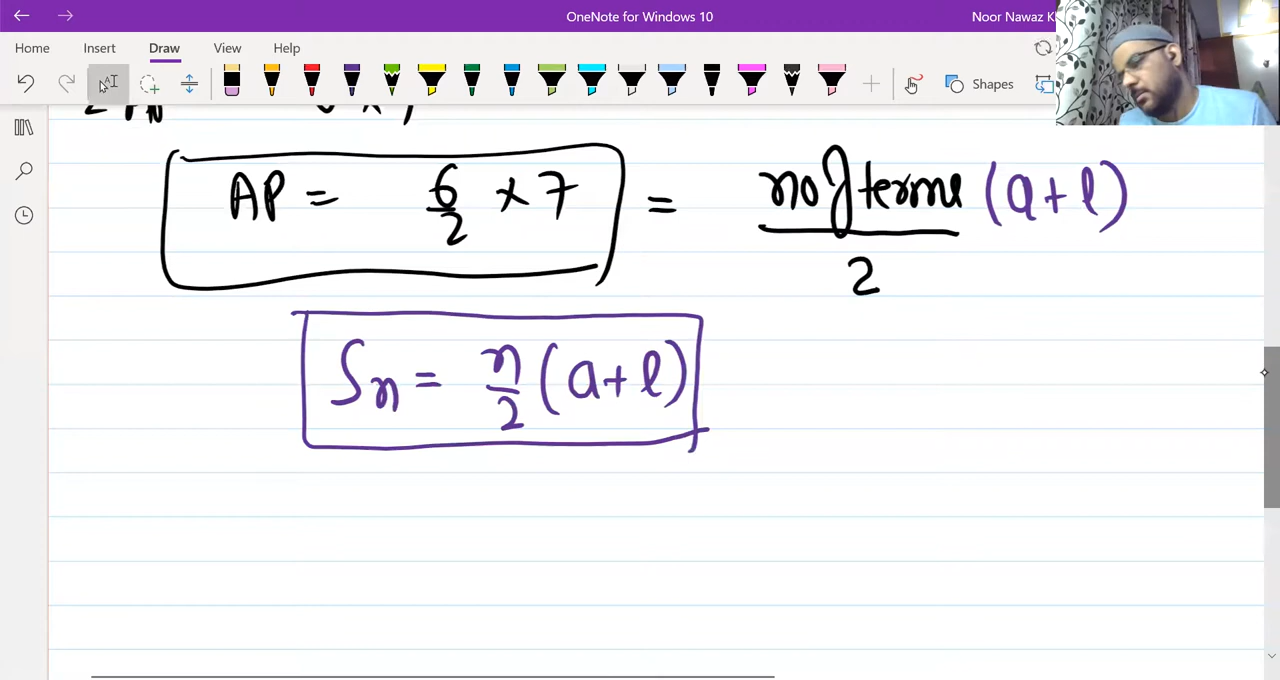 OneNote for Windows 10
Noor Nawaz K
Home Insert Draw View Help
Shapes
AP = 6/2 × 7 = no of terms/2 (a+l)
Sn = n/2 (a+l)